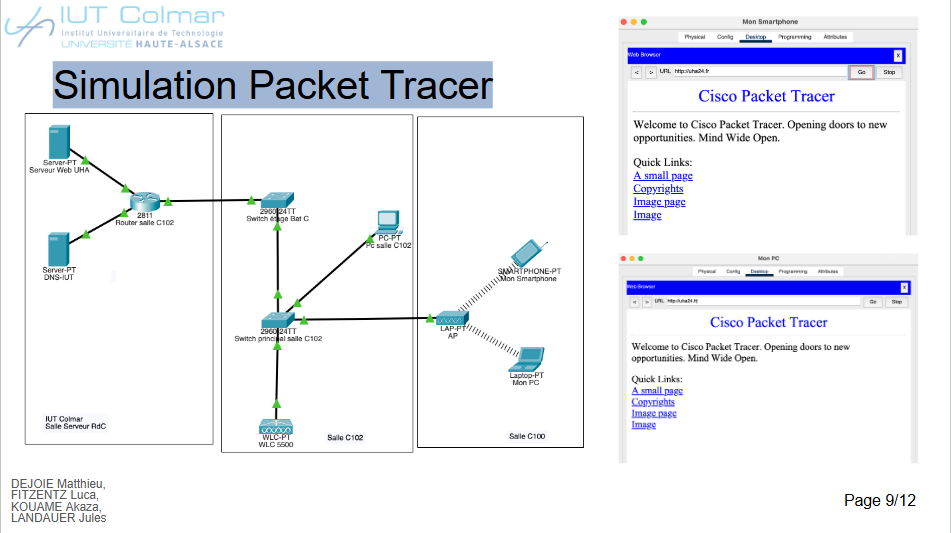 IUT Colmar
Institut Universitaire de Technologie
UNIVERSITÉ HAUTE-ALSACE
Simulation Packet Tracer
Server-PT
Serveur Web UHA
2811
Router salle C102
Server-PT
DNS-IUT
IUT Colmar
Salle Serveur RdC
2960 24TT
Switch étage Bat C
PC-PT
Pc salle C102
2960 24TT
Switch principal salle C102
WLC-PT
WLC 5500
Salle C102
SMARTPHONE-PT
Mon Smartphone
LAP-PT
AP
Laptop-PT
Mon PC
Salle C100
Mon Smartphone
Physical Config Desktop Programming Attributes
Web Browser X
< > URL http://uha24.fr Go Stop
Cisco Packet Tracer
Welcome to Cisco Packet Tracer. Opening doors to new
opportunities. Mind Wide Open.
Quick Links:
A small page
Copyrights
Image page
Image
Mon PC
Physical Config Desktop Programming Attributes
Web Browser X
< > URL http://uha24.fr Go Stop
Cisco Packet Tracer
Welcome to Cisco Packet Tracer. Opening doors to new
opportunities. Mind Wide Open.
Quick Links:
A small page
Copyrights
Image page
Image
DEJOIE Matthieu,
FITZENTZ Luca,
KOUAME Akaza,
LANDAUER Jules
Page 9/12